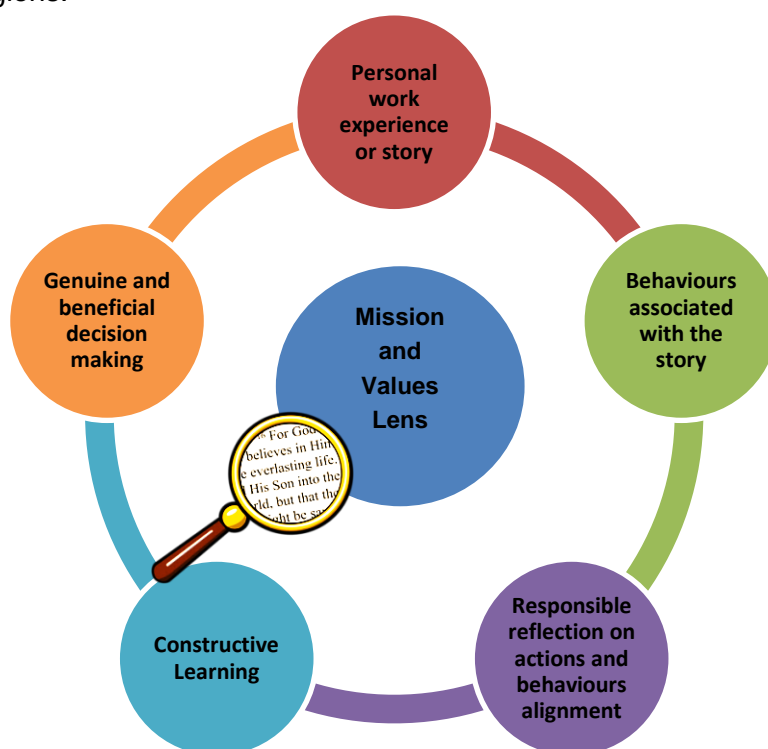 Personal
work
experience
or story
Behaviours
associated
with the
story
Responsible
reflection on
actions and
behaviours
alignment
Constructive
Learning
Genuine and
beneficial
decision
making
Mission
and
Values
Lens
For God
believes in Him
everlasting life.
His Son into the
but that the